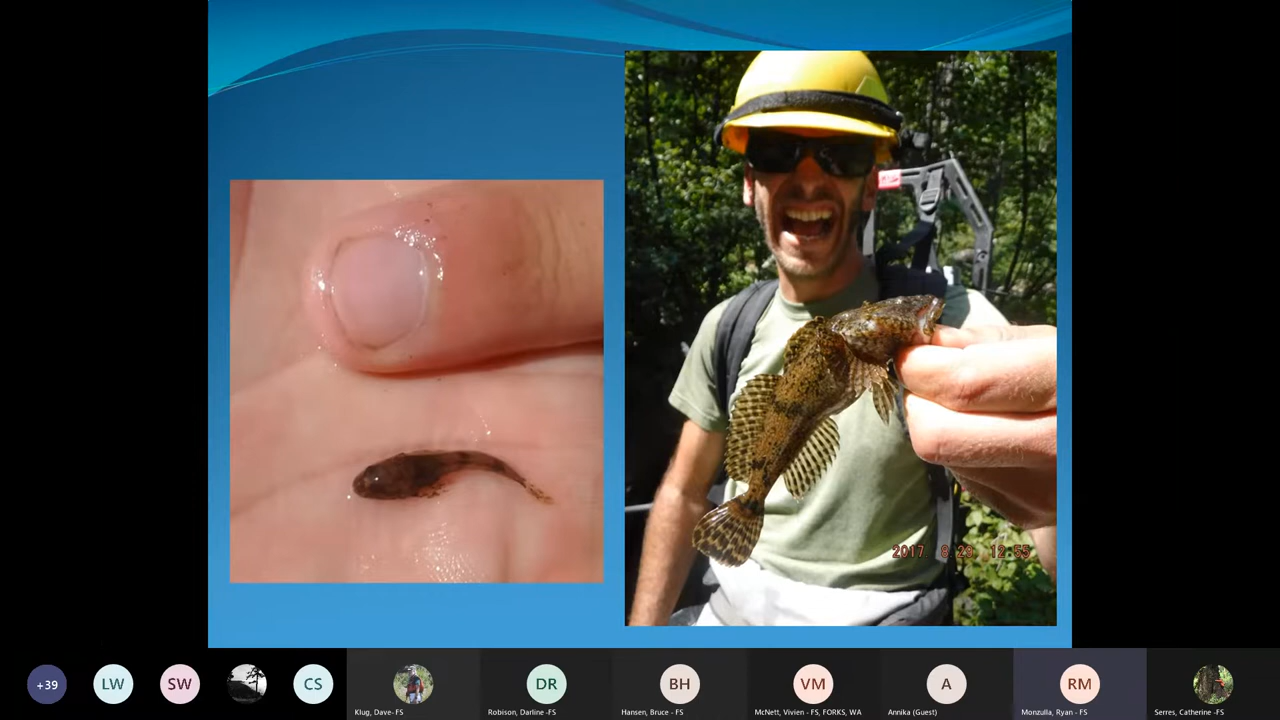 2017. 8.23. 12:55
+39
LW
SW
CS
DR
BH
VM
A
RM
Klug, Dave- FS
Robison, Darline -FS
Hansen, Bruce - FS
McNett, Vivien - FS, FORKS, WA
Annika (Guest)
Monzulla, Ryan - FS
Serres, Catherine -FS